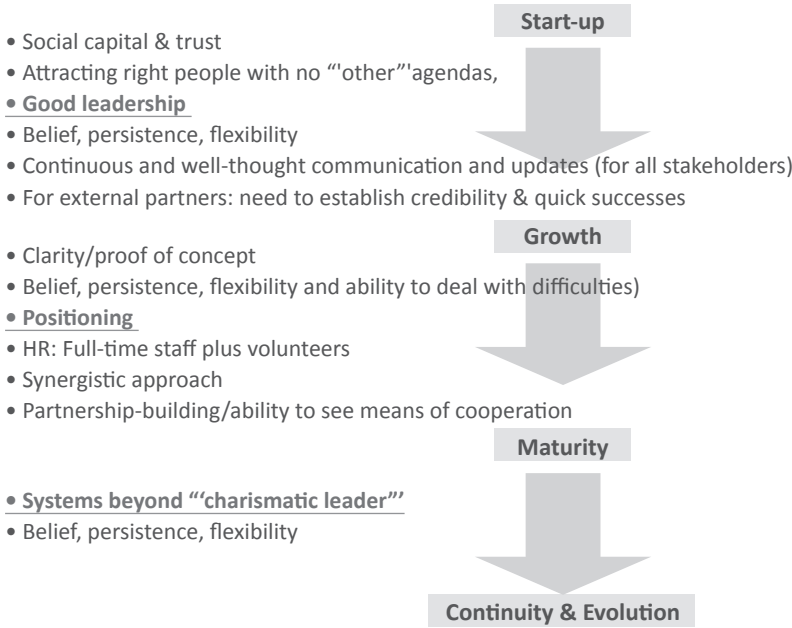 Start-up
• Social capital & trust
• Attracting right people with no “'other”'agendas,
• Good leadership
• Belief, persistence, flexibility
• Continuous and well-thought communication and updates (for all stakeholders)
• For external partners: need to establish credibility & quick successes
Growth
• Clarity/proof of concept
• Belief, persistence, flexibility and ability to deal with difficulties)
• Positioning
• HR: Full-time staff plus volunteers
• Synergistic approach
• Partnership-building/ability to see means of cooperation
Maturity
• Systems beyond “‘charismatic leader”’
• Belief, persistence, flexibility
Continuity & Evolution